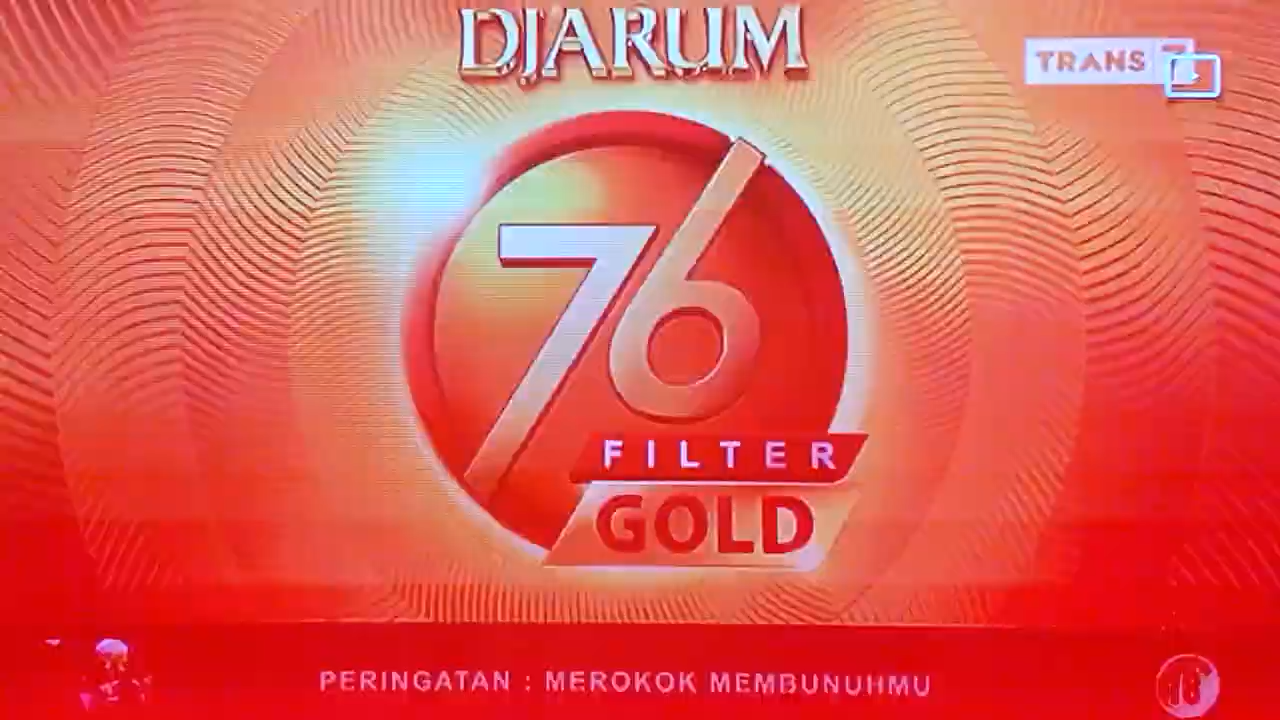 DJARUM
TRANS 7
76
FILTER
GOLD
PERINGATAN : MEROKOK MEMBUNUHMU
18